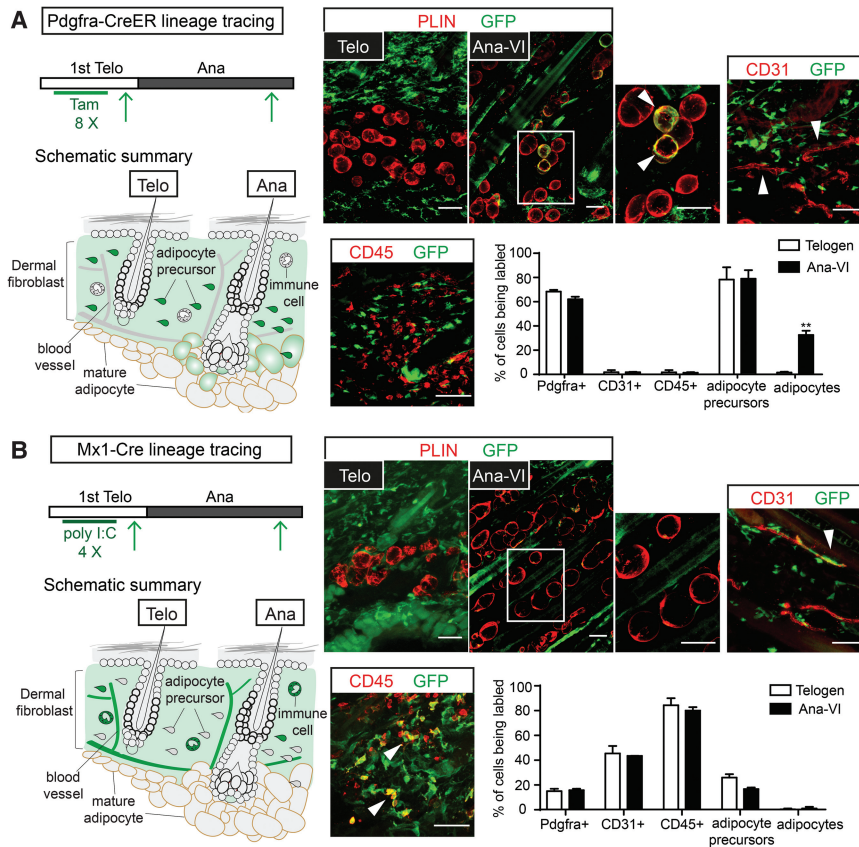 A
Pdgfra-CreER lineage tracing
1st Telo
Ana
Tam
8 X
Schematic summary
Telo
Ana
Dermal
fibroblast
adipocyte
precursor
immune
cell
blood
vessel
mature
adipocyte
PLIN GFP
Telo
Ana-VI
CD31 GFP
CD45 GFP
% of cells being labled
80
60
40
20
0
Telogen
Ana-VI
**
Pdgfra+
CD31+
CD45+
adipocyte
precursors
adipocytes
B
Mx1-Cre lineage tracing
1st Telo
Ana
poly I:C
4 X
Schematic summary
Telo
Ana
Dermal
fibroblast
adipocyte
precursor
immune
cell
blood
vessel
mature
adipocyte
PLIN GFP
Telo
Ana-VI
CD31 GFP
CD45 GFP
% of cells being labled
100
80
60
40
20
0
Telogen
Ana-VI
Pdgfra+
CD31+
CD45+
adipocyte
precursors
adipocytes